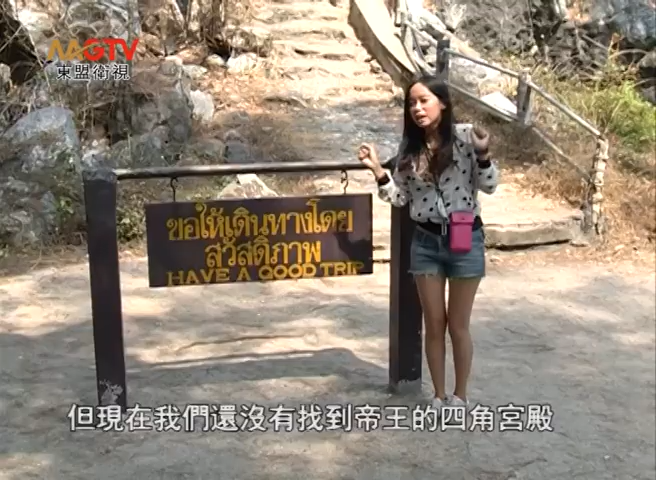 AAGTV
東盟衛視
ขอให้เดินทางโดย
สวัสดิภาพ
HAVE A GOOD TRIP
但現在我們還沒有找到帝王的四角宮殿